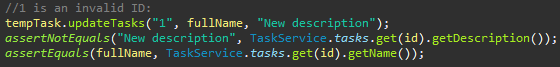 //1 is an invalid ID:
tempTask.updateTasks("1", fullName, "New description");
assertNotEquals("New description", TaskService.tasks.get(id).getDescription());
assertEquals(fullName, TaskService.tasks.get(id).getName());